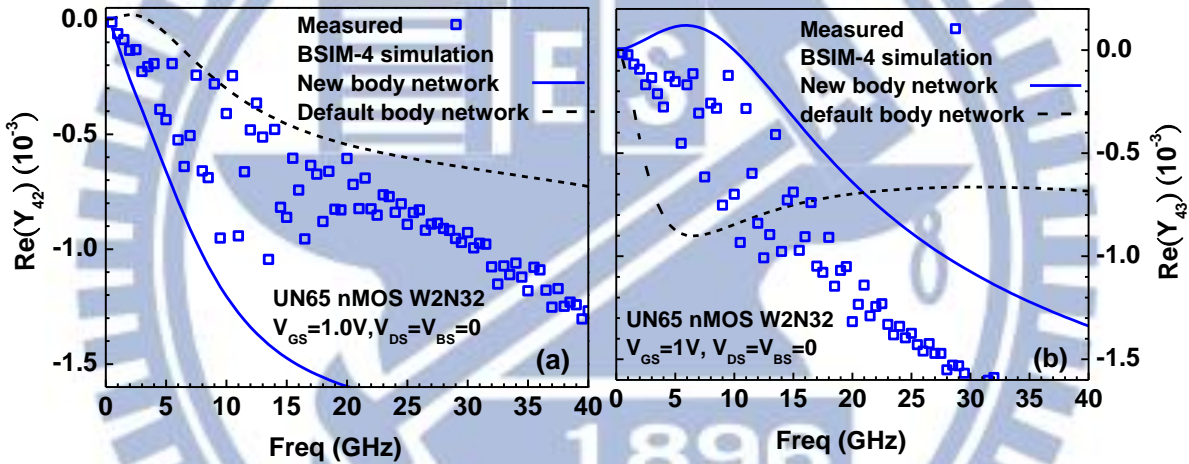 0.0
-0.5
-1.0
-1.5
Re(Y42) (10-3)
Measured
BSIM-4 simulation
New body network
Default body network
UN65 nMOS W2N32
VGS=1.0V,VDS=VBS=0
(a)
0 5 10 15 20 25 30 35 40
Freq (GHz)
Measured
BSIM-4 simulation
New body network
default body network
UN65 nMOS W2N32
VGS=1V, VDS=VBS=0
(b)
0 5 10 15 20 25 30 35 40
Freq (GHz)
0.0
-0.5
-1.0
-1.5
Re(Y43) (10-3)
ES
8
1896